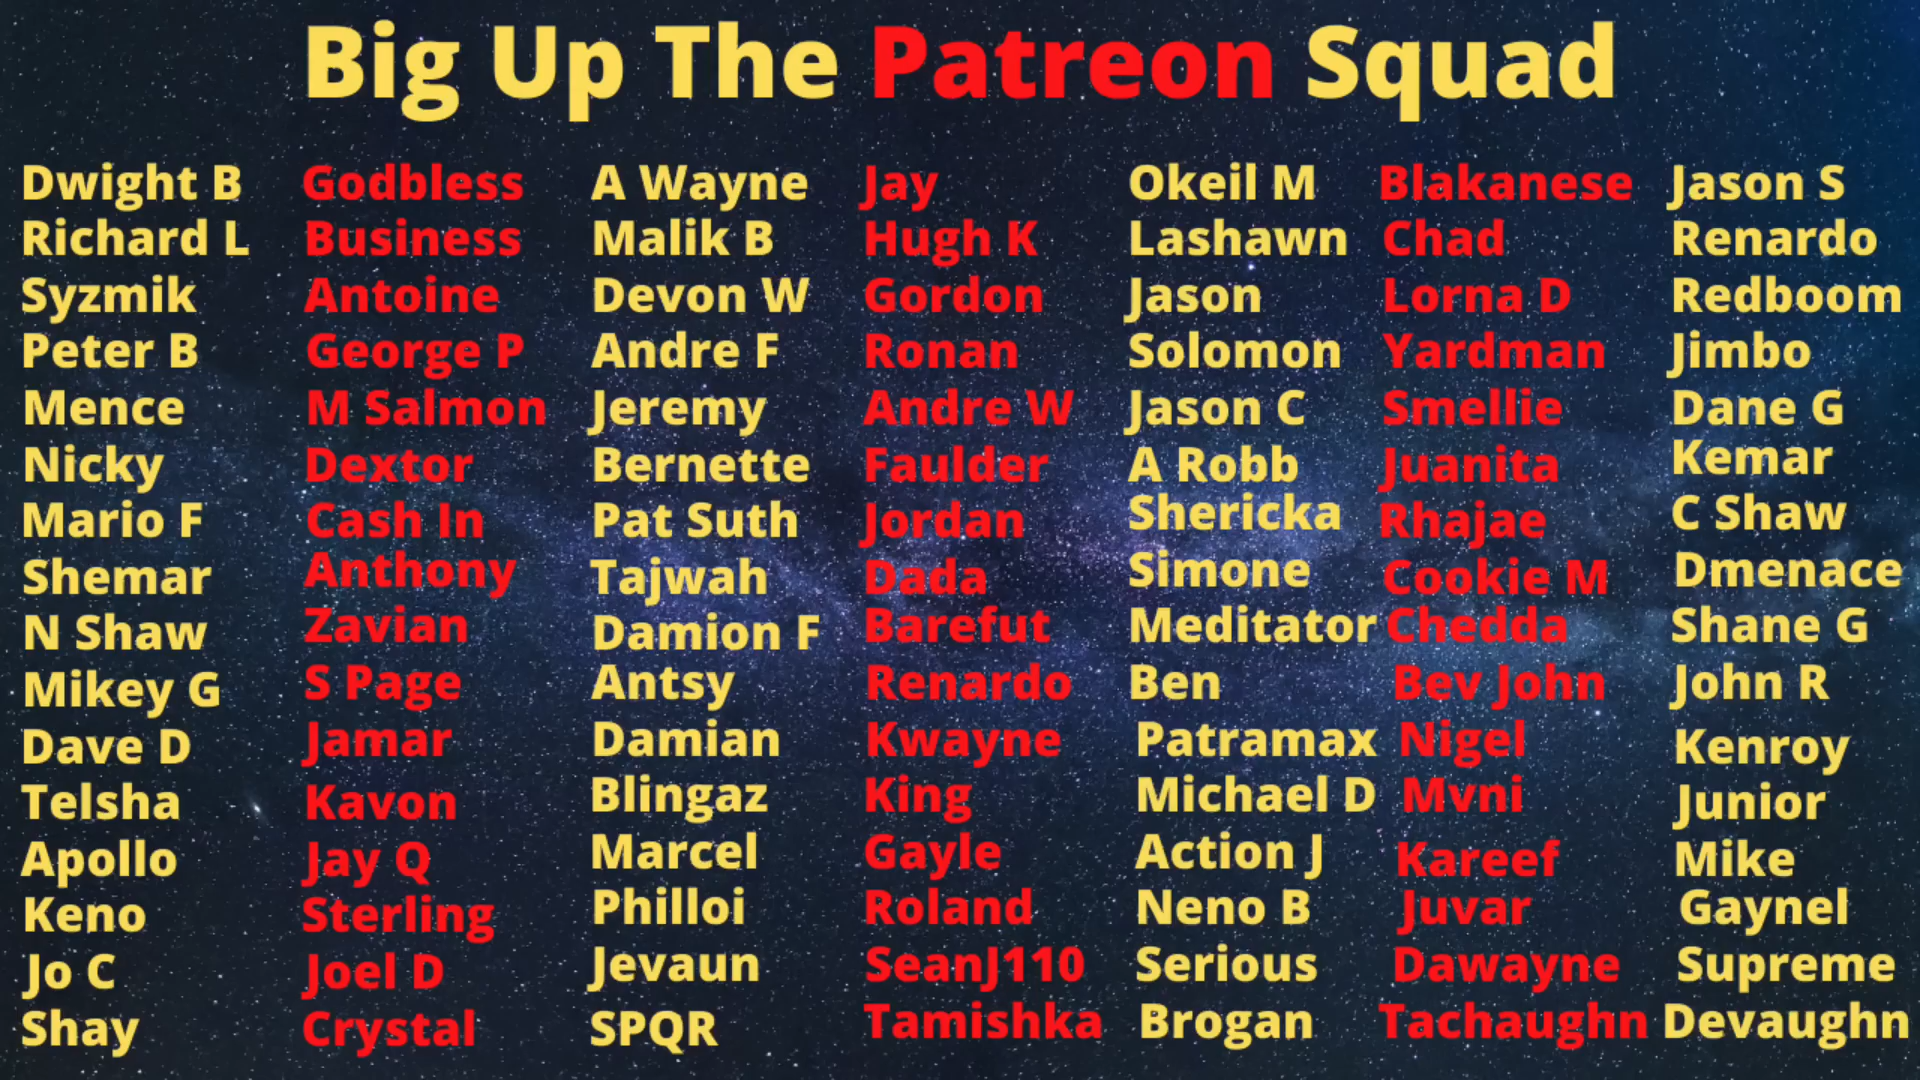 Big Up The Patreon Squad
Dwight B
Richard L
Syzmik
Peter B
Mence
Nicky
Mario F
Shemar
N Shaw
Mikey G
Dave D
Telsha
Apollo
Keno
Jo C
Shay
Godbless
Business
Antoine
George P
M Salmon
Dextor
Cash In
Anthony
Zavian
S Page
Jamar
Kavon
Jay Q
Sterling
Joel D
Crystal
A Wayne
Malik B
Devon W
Andre F
Jeremy
Bernette
Pat Suth
Tajwah
Damion F
Antsy
Damian
Blingaz
Marcel
Philloi
Jevaun
SPQR
Jay
Hugh K
Gordon
Ronan
Andre W
Faulder
Jordan
Dada
Barefut
Renardo
Kwayne
King
Gayle
Roland
SeanJ110
Tamishka
Okeil M
Lashawn
Jason
Solomon
Jason C
A Robb
Shericka
Simone
Meditator
Ben
Patramax
Michael D
Action J
Neno B
Serious
Brogan
Blakanese
Chad
Lorna D
Yardman
Smellie
Juanita
Rhajae
Cookie M
Chedda
Bev John
Nigel
Mvni
Kareef
Juvar
Dawayne
Tachaughn
Jason S
Renardo
Redboom
Jimbo
Dane G
Kemar
C Shaw
Dmenace
Shane G
John R
Kenroy
Junior
Mike
Gaynel
Supreme
Devaughn